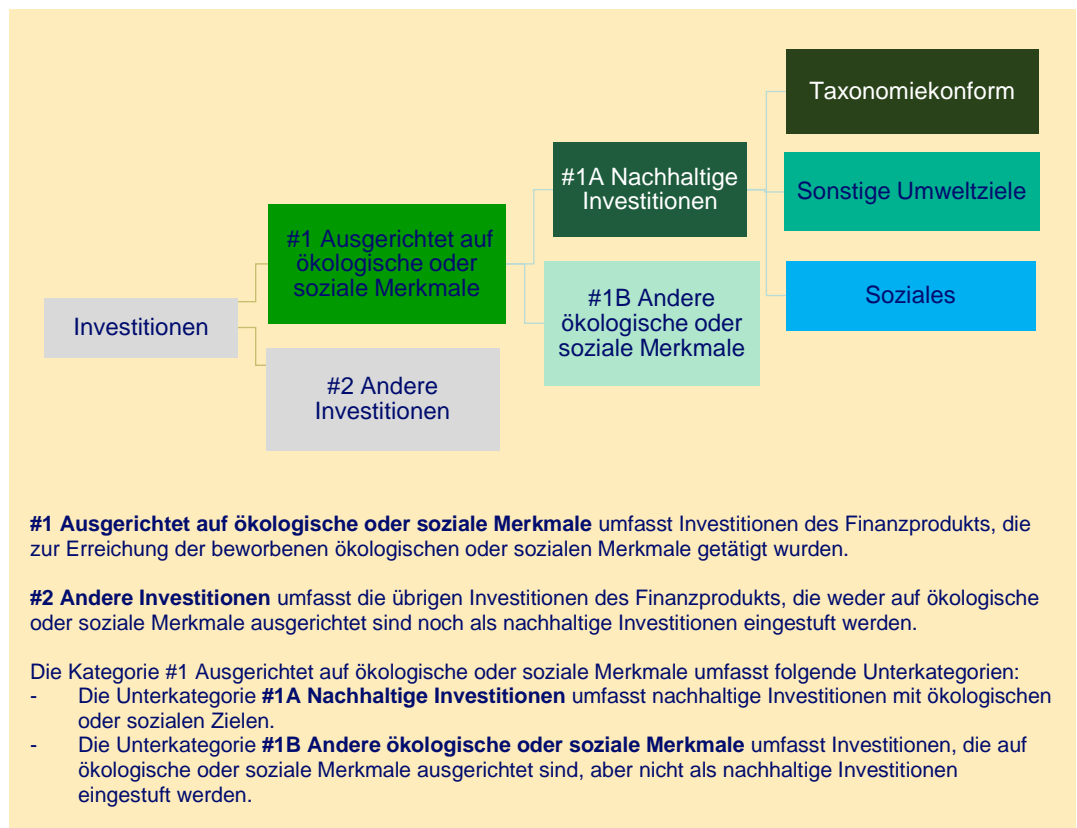 Taxonomiekonform
#1A Nachhaltige
Investitionen
Sonstige Umweltziele
#1 Ausgerichtet auf
ökologische oder
soziale Merkmale
#1B Andere
ökologische oder
soziale Merkmale
Soziales
Investitionen
#2 Andere
Investitionen
#1 Ausgerichtet auf ökologische oder soziale Merkmale umfasst Investitionen des Finanzprodukts, die
zur Erreichung der beworbenen ökologischen oder sozialen Merkmale getätigt wurden.
#2 Andere Investitionen umfasst die übrigen Investitionen des Finanzprodukts, die weder auf ökologische
oder soziale Merkmale ausgerichtet sind noch als nachhaltige Investitionen eingestuft werden.
Die Kategorie #1 Ausgerichtet auf ökologische oder soziale Merkmale umfasst folgende Unterkategorien:
- Die Unterkategorie #1A Nachhaltige Investitionen umfasst nachhaltige Investitionen mit ökologischen
oder sozialen Zielen.
- Die Unterkategorie #1B Andere ökologische oder soziale Merkmale umfasst Investitionen, die auf
ökologische oder soziale Merkmale ausgerichtet sind, aber nicht als nachhaltige Investitionen
eingestuft werden.